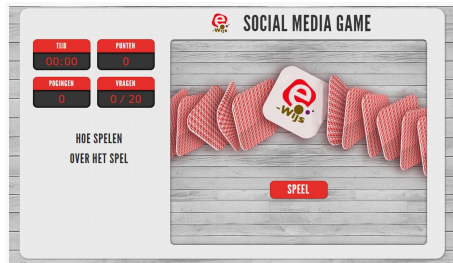 e
-Wijs
SOCIAL MEDIA GAME
TIJD
PUNTEN
00:00
0
POGINGEN
VRAGEN
0
0 / 20
HOE SPELEN
OVER HET SPEL
e
-Wijs
SPEEL